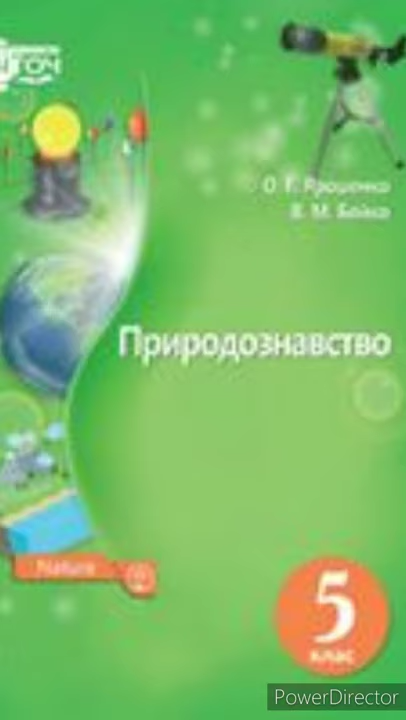 О. Г. Ярошенко
В. М. Бойко
Природознавство
Nature
5
клас
PowerDirector